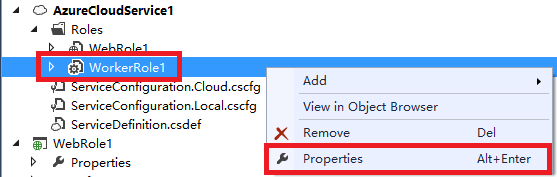 AzureCloudService1
Roles
WebRole1
WorkerRole1
ServiceConfiguration.Cloud.cscfg
ServiceConfiguration.Local.cscfg
ServiceDefinition.csdef
WebRole1
Properties
Add
View in Object Browser
Remove Del
Properties Alt+Enter